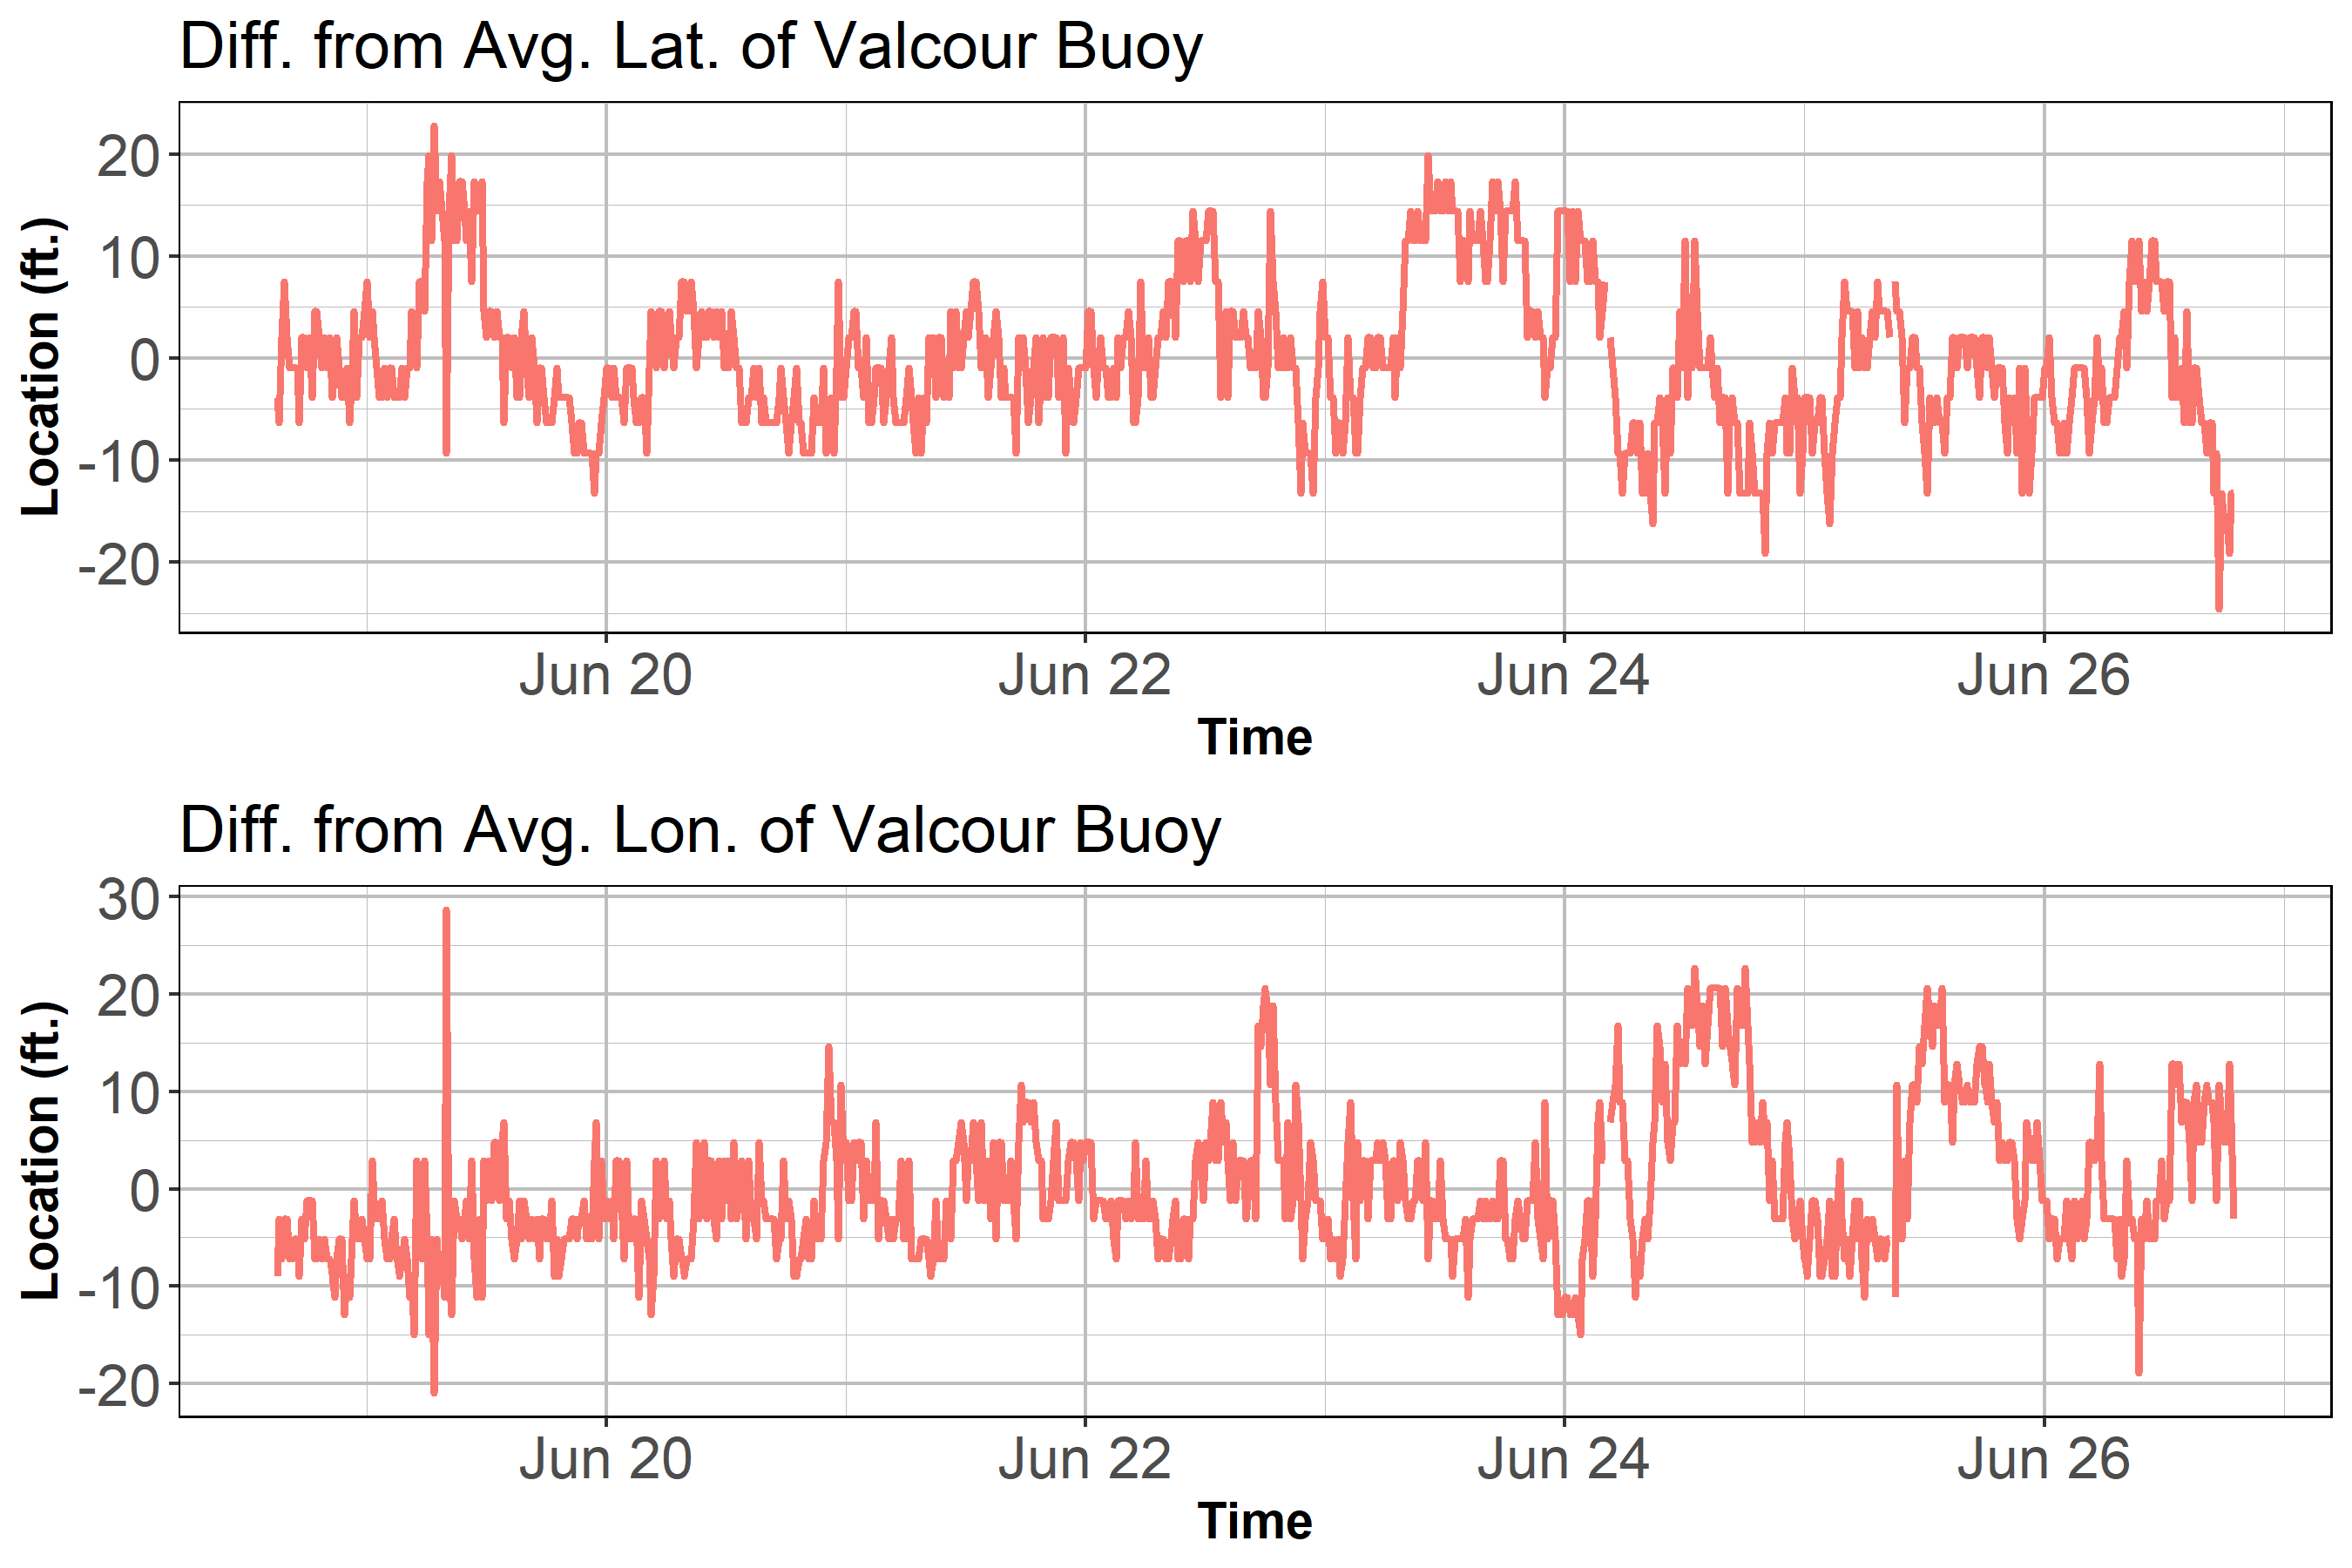 Diff. from Avg. Lat. of Valcour Buoy
Location (ft.)
20
10
0
-10
-20
Jun 20 Jun 22 Jun 24 Jun 26
Time
Diff. from Avg. Lon. of Valcour Buoy
Location (ft.)
30
20
10
0
-10
-20
Jun 20 Jun 22 Jun 24 Jun 26
Time